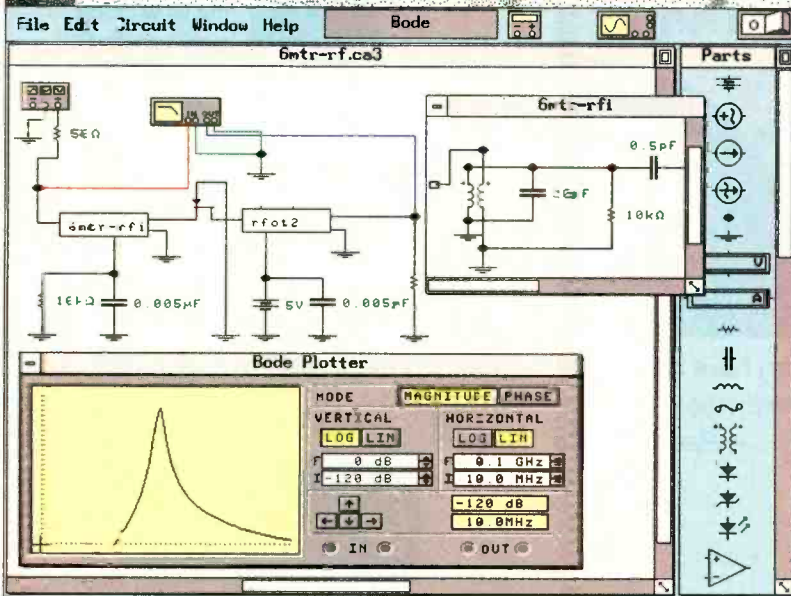 File Edit Circuit Window Help
Bode
6mtr-rf.ca3
Parts
6mtr-rfi
IN OUT
0.5pF
10kΩ
6mtr-rfi
rfot2
0.005µF
5V
0.005µF
V
A
Bode Plotter
MODE MAGNITUDE PHASE
VERTICAL HORIZONTAL
LOG LIN LOG LIN
F 0 dB F 0.1 GHz
I -120 dB I 10.0 MHz
-120 dB
10.0MHz
IN OUT